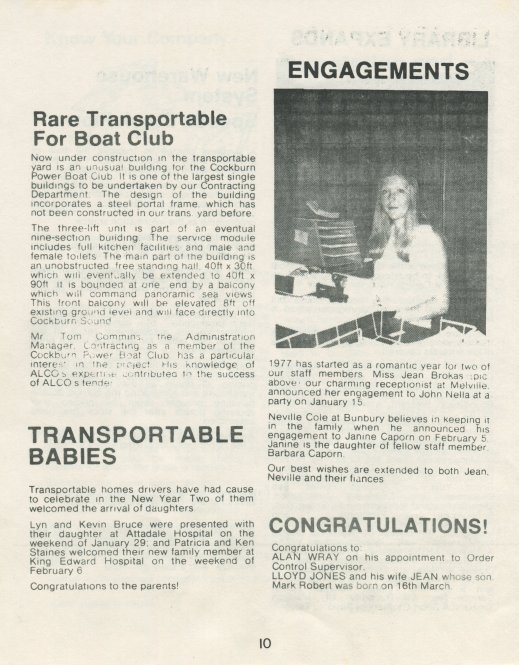 Rare Transportable
For Boat Club
Now under construction in the transportable
yard is an unusual building for the Cockburn
Power Boat Club. It is one of the largest single
buildings to be undertaken by our Contracting
Department. The design of the building
incorporates a steel portal frame, which has
not been constructed in our trans. yard before.
The three-lift unit is part of an eventual
nine-section building. The service module
includes full kitchen facilities and male and
female toilets. The main part of the building is
an unobstructed, free standing hall, 40ft x 30ft
which will eventually be extended to 40ft x
90ft. It is bounded at one end by a balcony
which will command panoramic sea views.
This front balcony will be elevated 8ft off
existing ground level and will face directly into
Cockburn Sound.
Mr Tom Commins, the Administration
Manager, Contracting as a member of the
Cockburn Power Boat Club, has a particular
interest in the project. His knowledge of
ALCO's expertise contributed to the success
of ALCO's tender.
TRANSPORTABLE
BABIES
Transportable homes drivers have had cause
to celebrate in the New Year. Two of them
welcomed the arrival of daughters.
Lyn and Kevin Bruce were presented with
their daughter at Attadale Hospital on the
weekend of January 29, and Patricia and Ken
Staines welcomed their new family member at
King Edward Hospital on the weekend of
February 6.
Congratulations to the parents!
ENGAGEMENTS
1977 has started as a romantic year for two of
our staff members. Miss Jean Brokas (pic.
above) our charming receptionist at Melville,
announced her engagement to John Nella at a
party on January 15.
Neville Cole at Bunbury believes in keeping it
in the family when he announced his
engagement to Janine Caporn on February 5.
Janine is the daughter of fellow staff member,
Barbara Caporn.
Our best wishes are extended to both Jean,
Neville and their fiances.
CONGRATULATIONS!
Congratulations to:
ALAN WRAY on his appointment to Order
Control Supervisor.
LLOYD JONES and his wife JEAN whose son,
Mark Robert was born on 16th March.
10